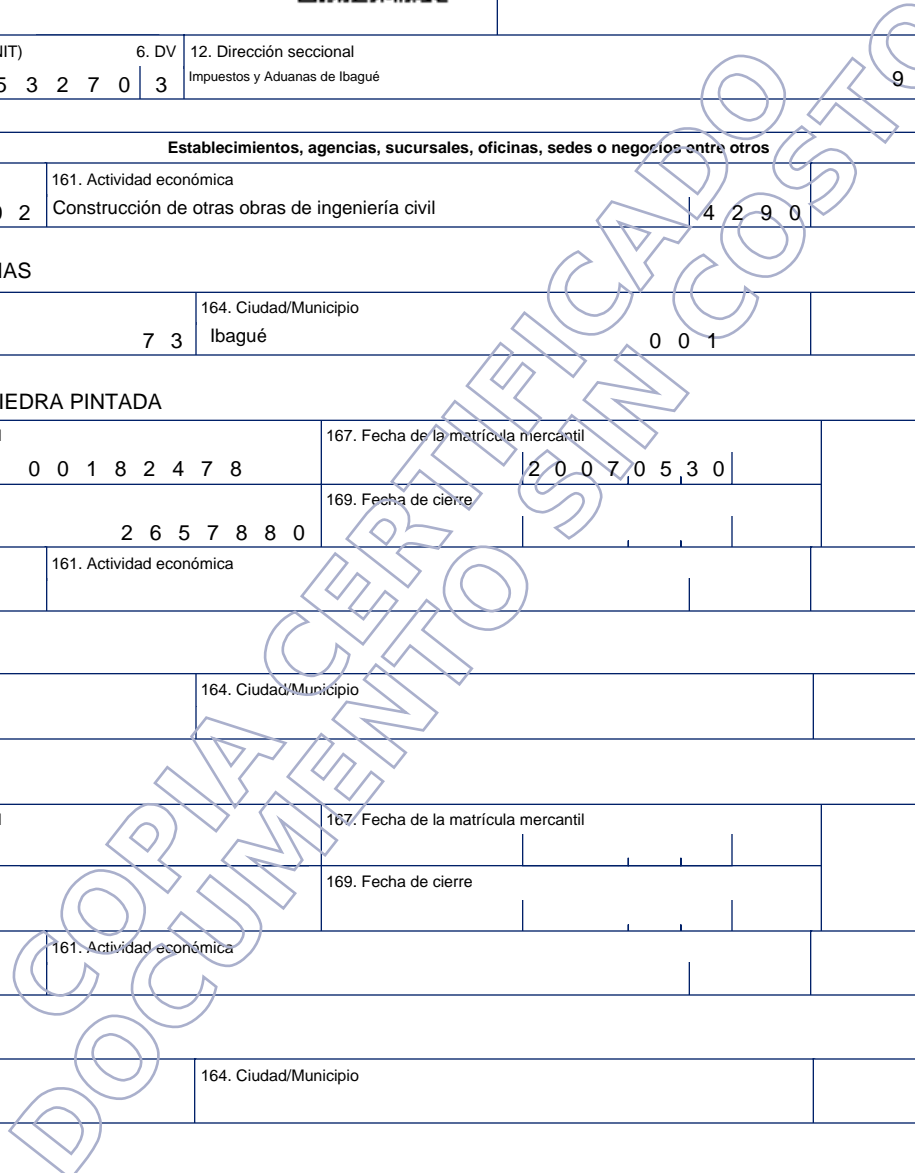 IIT) 6. DV 12. Dirección seccional
5 3 2 7 0 3 Impuestos y Aduanas de Ibagué 9
Establecimientos, agencias, sucursales, oficinas, sedes o negocios entre otros
161. Actividad económica
0 2 Construcción de otras obras de ingeniería civil 4 2 9 0
IAS
164. Ciudad/Municipio
7 3 Ibagué 0 0 1
IEDRA PINTADA
167. Fecha de la matrícula mercantil
0 0 1 8 2 4 7 8 2 0 0 7 0 5 3 0
169. Fecha de cierre
2 6 5 7 8 8 0
161. Actividad económica
164. Ciudad/Municipio
167. Fecha de la matrícula mercantil
169. Fecha de cierre
161. Actividad económica
164. Ciudad/Municipio
COPIA CERTIFICADO
DOCUMENTO SIN COSTO